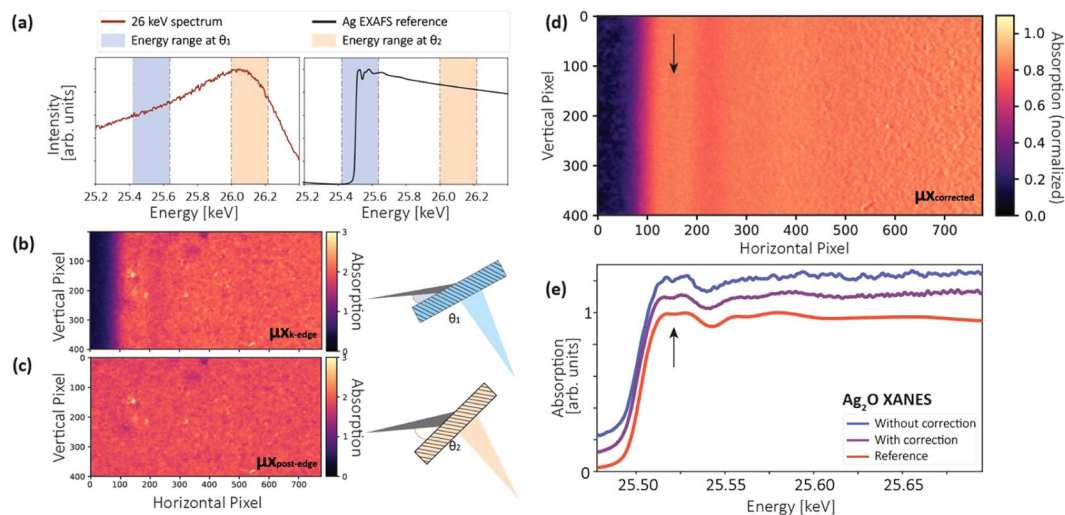 (a)
26 keV spectrum
Ag EXAFS reference
Energy range at θ1
Energy range at θ2
Intensity
[arb. units]
25.2 25.4 25.6 25.8 26.0 26.2
25.2 25.4 25.6 25.8 26.0 26.2
Energy [keV]
Energy [keV]
(b)
Vertical Pixel
0
200
400
μxk-edge
3
2
1
0
Absorption
θ1
(c)
Vertical Pixel
0
100
200
300
400
μxpost-edge
0 100 200 300 400 500 600 700
Horizontal Pixel
3
2
1
0
Absorption
θ2
(d)
Vertical Pixel
0
100
200
300
400
μxcorrected
0 100 200 300 400 500 600 700
Horizontal Pixel
1.0
0.8
0.6
0.4
0.2
0.0
Absorption (normalized)
(e)
Absorption
[arb. units]
1
0
Ag2O XANES
Without correction
With correction
Reference
25.50 25.55 25.60 25.65
Energy [keV]